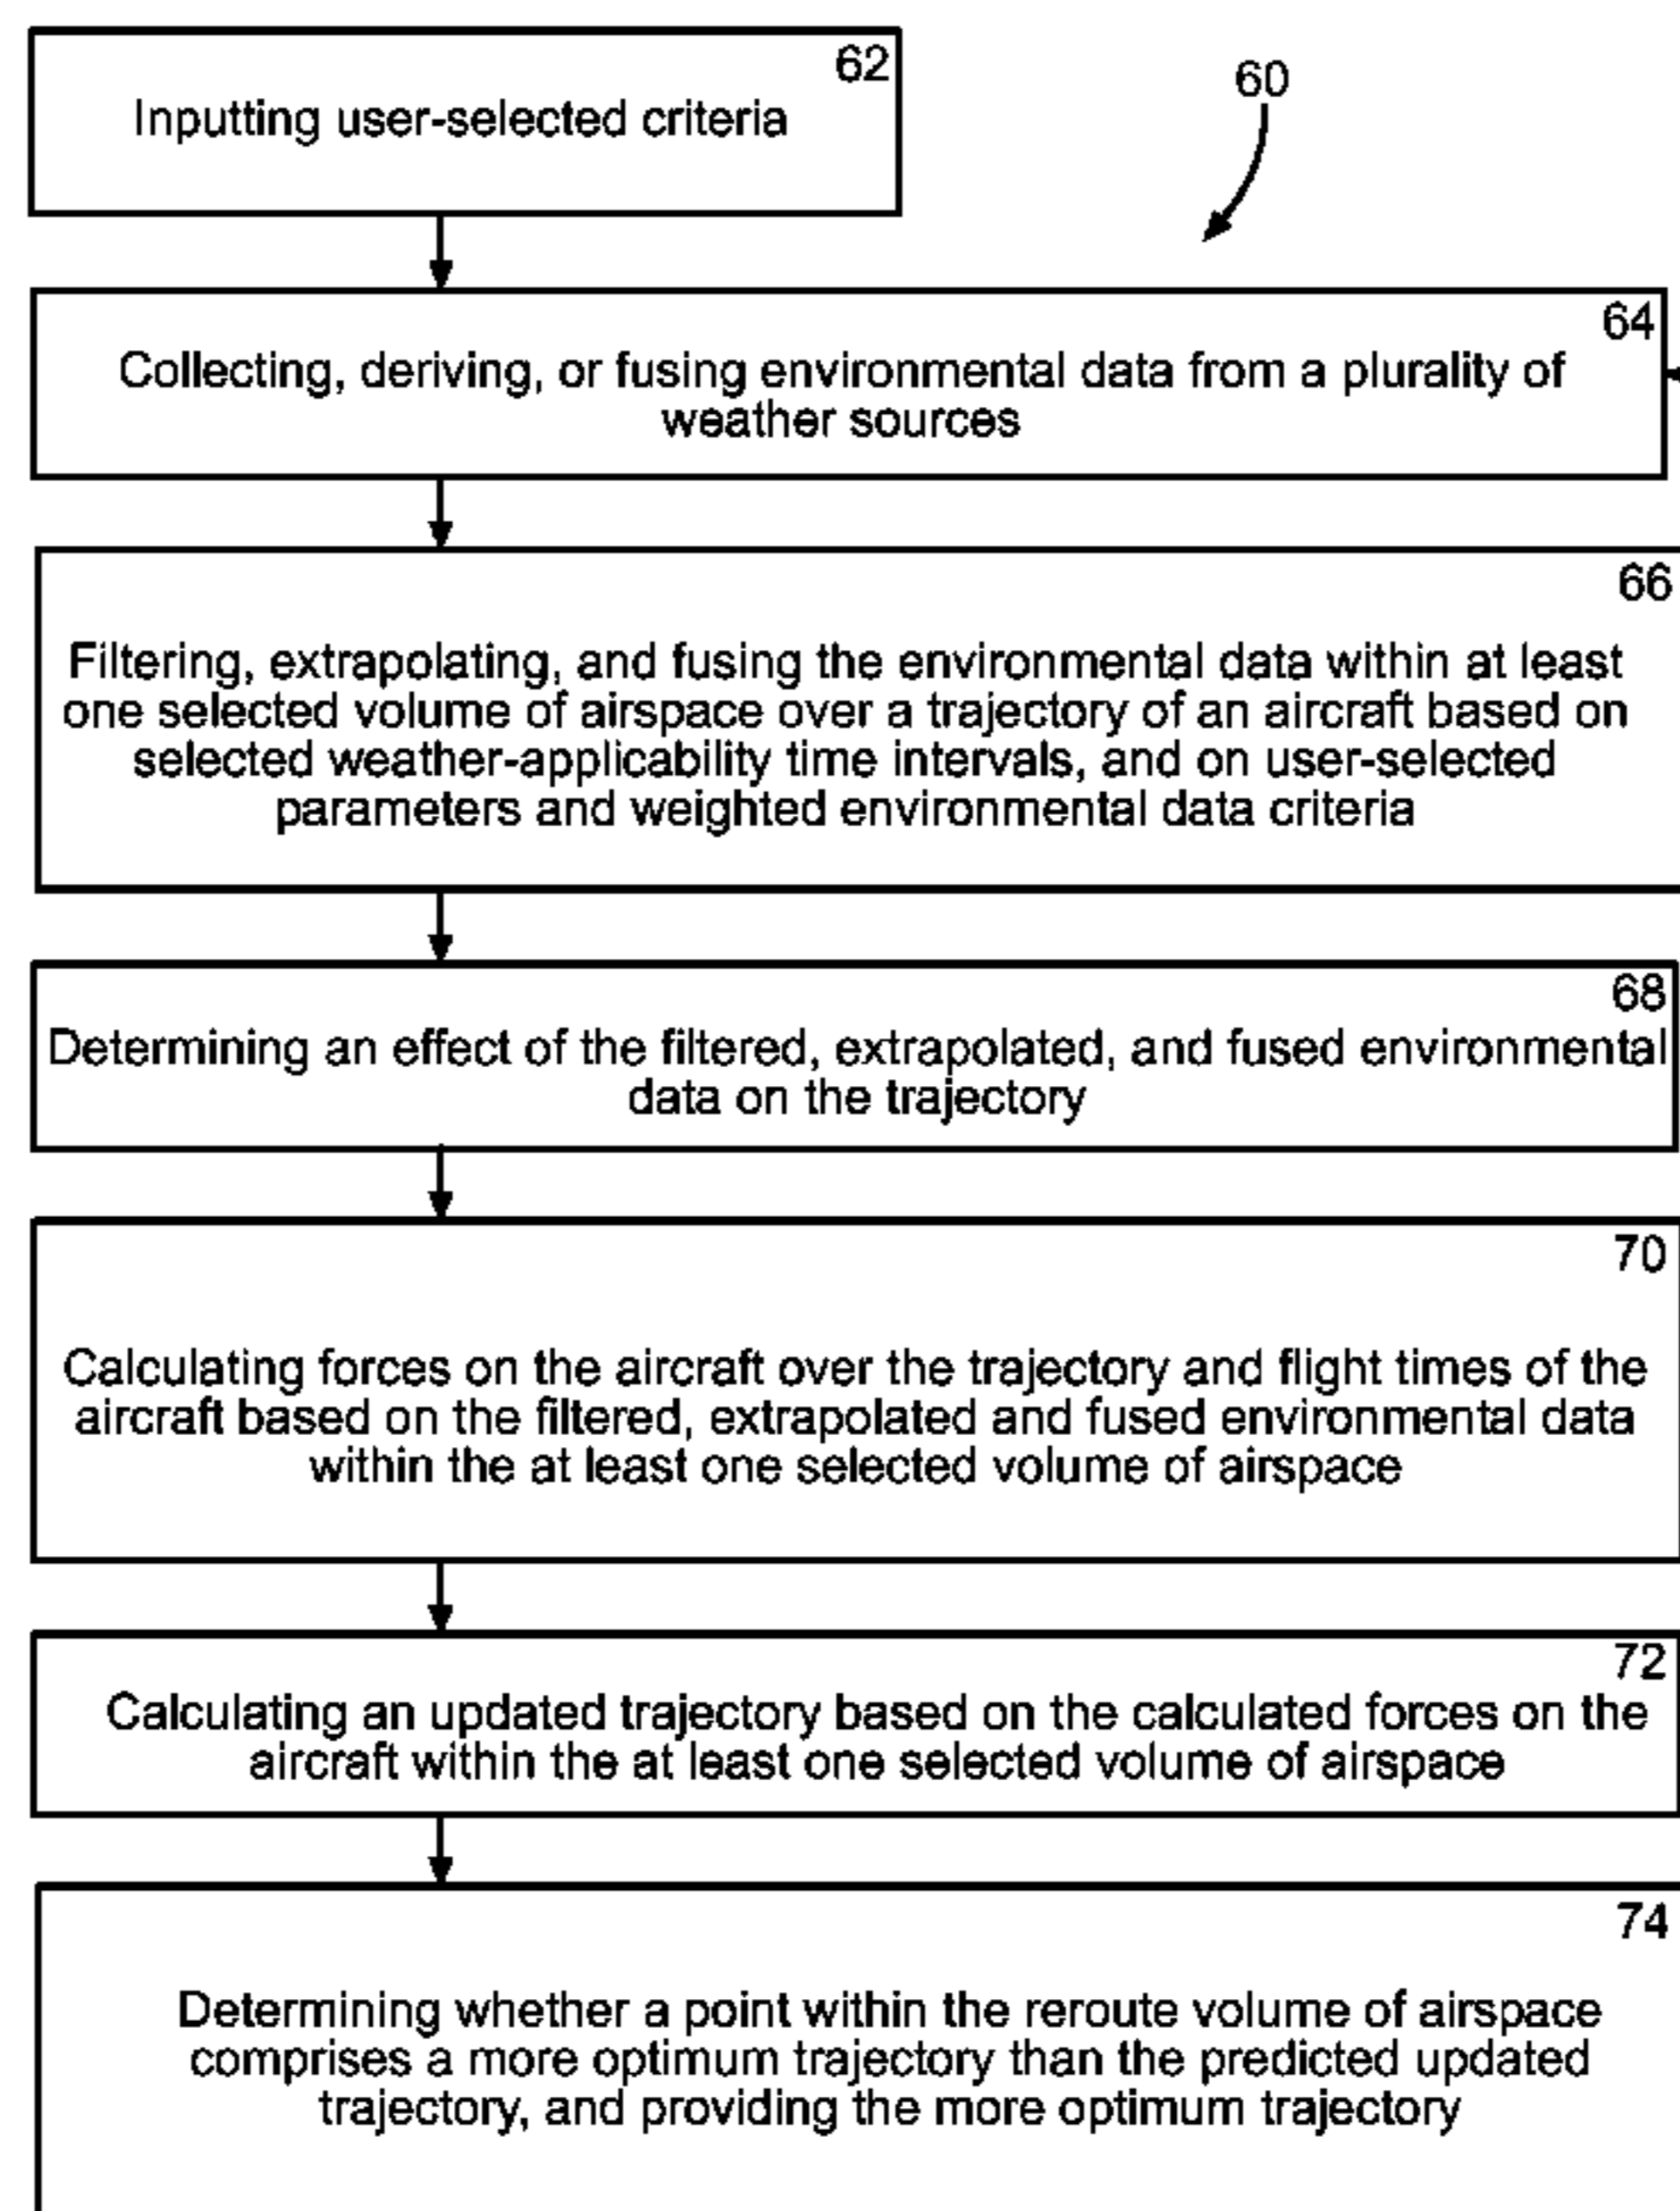 62
Inputting user-selected criteria
60
64
Collecting, deriving, or fusing environmental data from a plurality of
weather sources
66
Filtering, extrapolating, and fusing the environmental data within at least
one selected volume of airspace over a trajectory of an aircraft based on
selected weather-applicability time intervals, and on user-selected
parameters and weighted environmental data criteria
68
Determining an effect of the filtered, extrapolated, and fused environmental
data on the trajectory
70
Calculating forces on the aircraft over the trajectory and flight times of the
aircraft based on the filtered, extrapolated and fused environmental data
within the at least one selected volume of airspace
72
Calculating an updated trajectory based on the calculated forces on the
aircraft within the at least one selected volume of airspace
74
Determining whether a point within the reroute volume of airspace
comprises a more optimum trajectory than the predicted updated
trajectory, and providing the more optimum trajectory